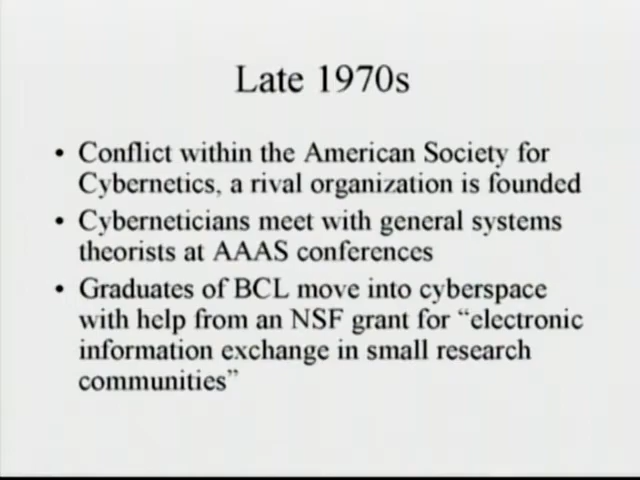 Late 1970s
• Conflict within the American Society for
Cybernetics, a rival organization is founded
• Cyberneticians meet with general systems
theorists at AAAS conferences
• Graduates of BCL move into cyberspace
with help from an NSF grant for “electronic
information exchange in small research
communities”